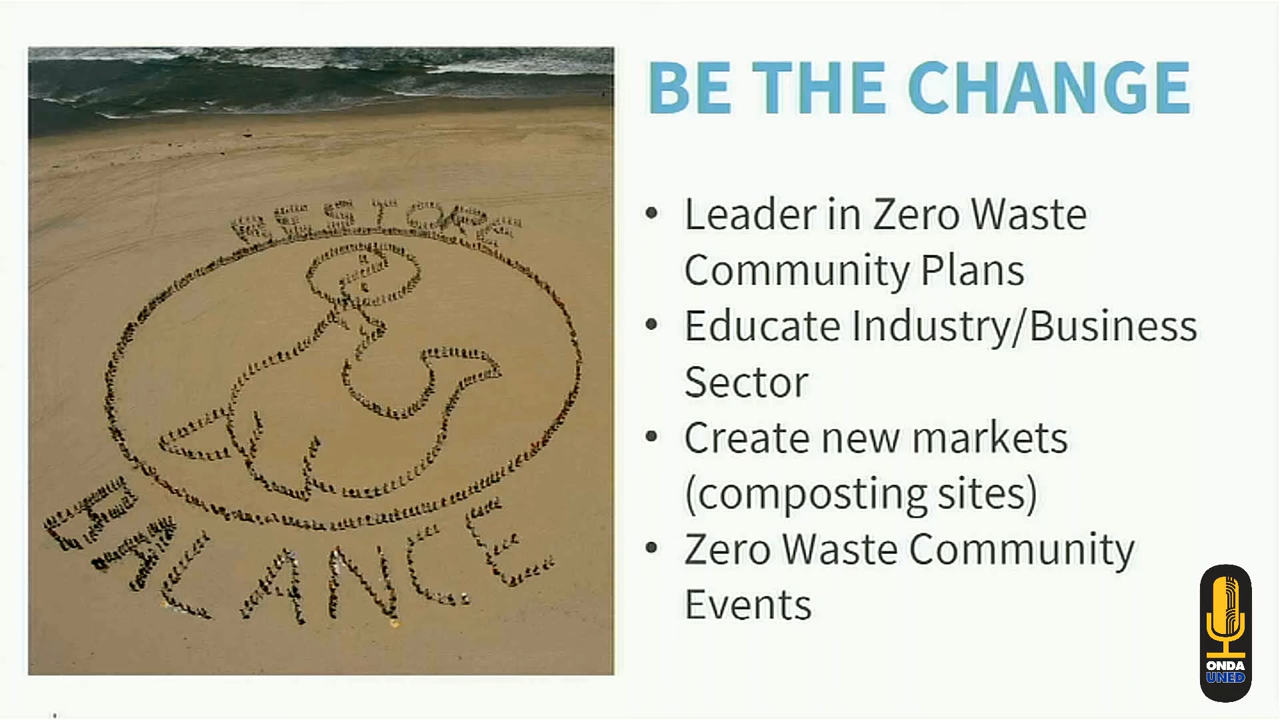 BE THE CHANGE
RESTORE
BALANCE
• Leader in Zero Waste
Community Plans
• Educate Industry/Business
Sector
• Create new markets
(composting sites)
• Zero Waste Community
Events
ONDA
UNED